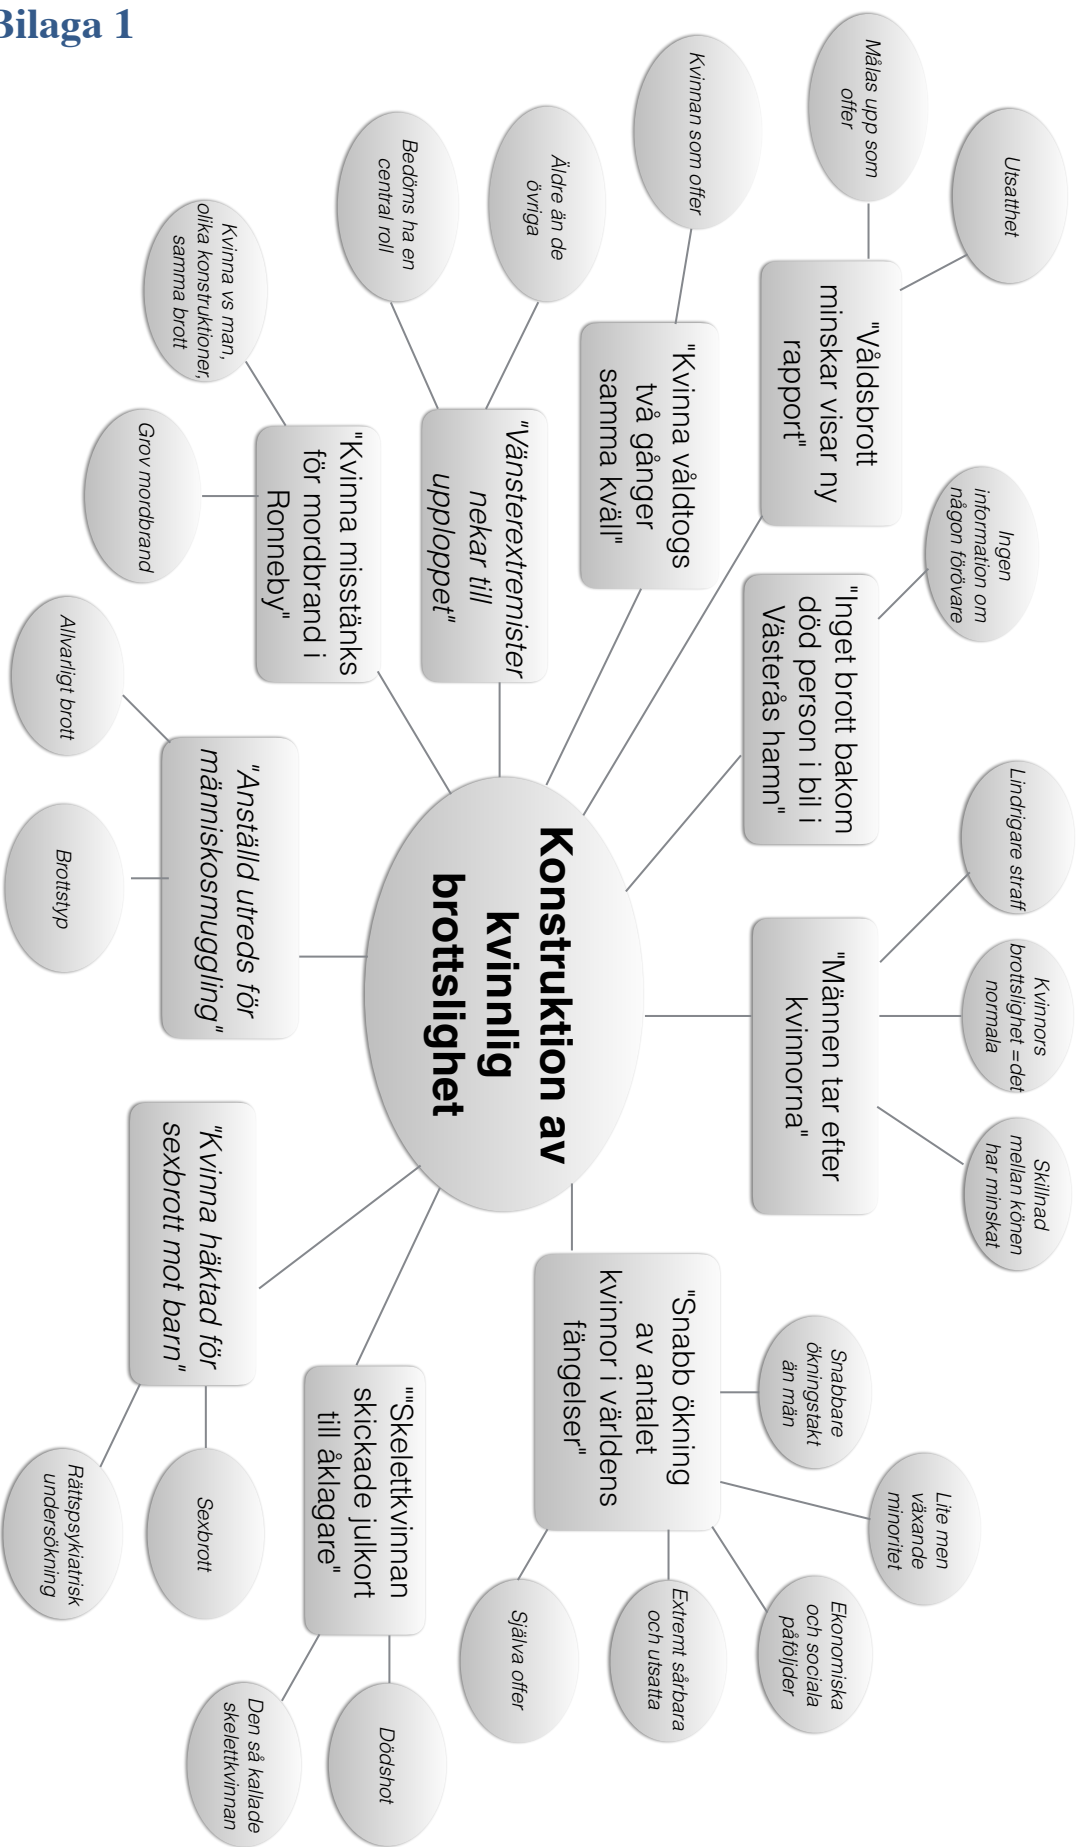 Bilaga 1
Utsatthet
Målas upp som
offer
"Våldsbrott
minskar visar ny
rapport"
Kvinnan som offer
"Kvinna våldtogs
två gånger
samma kväll"
Äldre än de
övriga
Bedöms ha en
central roll
"Vänsterextremister
nekar till
upploppet"
Kvinna vs man,
olika konstruktioner,
samma brott
Grov mordbrand
"Kvinna misstänks
för mordbrand i
Ronneby"
Ingen
information om
någon förövare
"Inget brott bakom
död person i bil i
Västerås hamn"
Allvarligt brott
Brottstyp
"Anställd utreds för
människosmuggling"
Konstruktion av
kvinnlig
brottslighet
Lindrigare straff
Kvinnors
brottslighet =det
normala
Skillnad
mellan könen
har minskat
"Männen tar efter
kvinnorna"
"Snabb ökning
av antalet
kvinnor i världens
fängelser"
Snabbare
ökningstakt
än män
Lite men
växande
minoritet
Ekonomiska
och sociala
påföljder
Extremt sårbara
och utsatta
Själva offer
""Skelettkvinnan
skickade julkort
till åklagare"
Dödshot
Den så kallade
skelettkvinnan
"Kvinna häktad för
sexbrott mot barn"
Sexbrott
Rättspsykiatrisk
undersökning